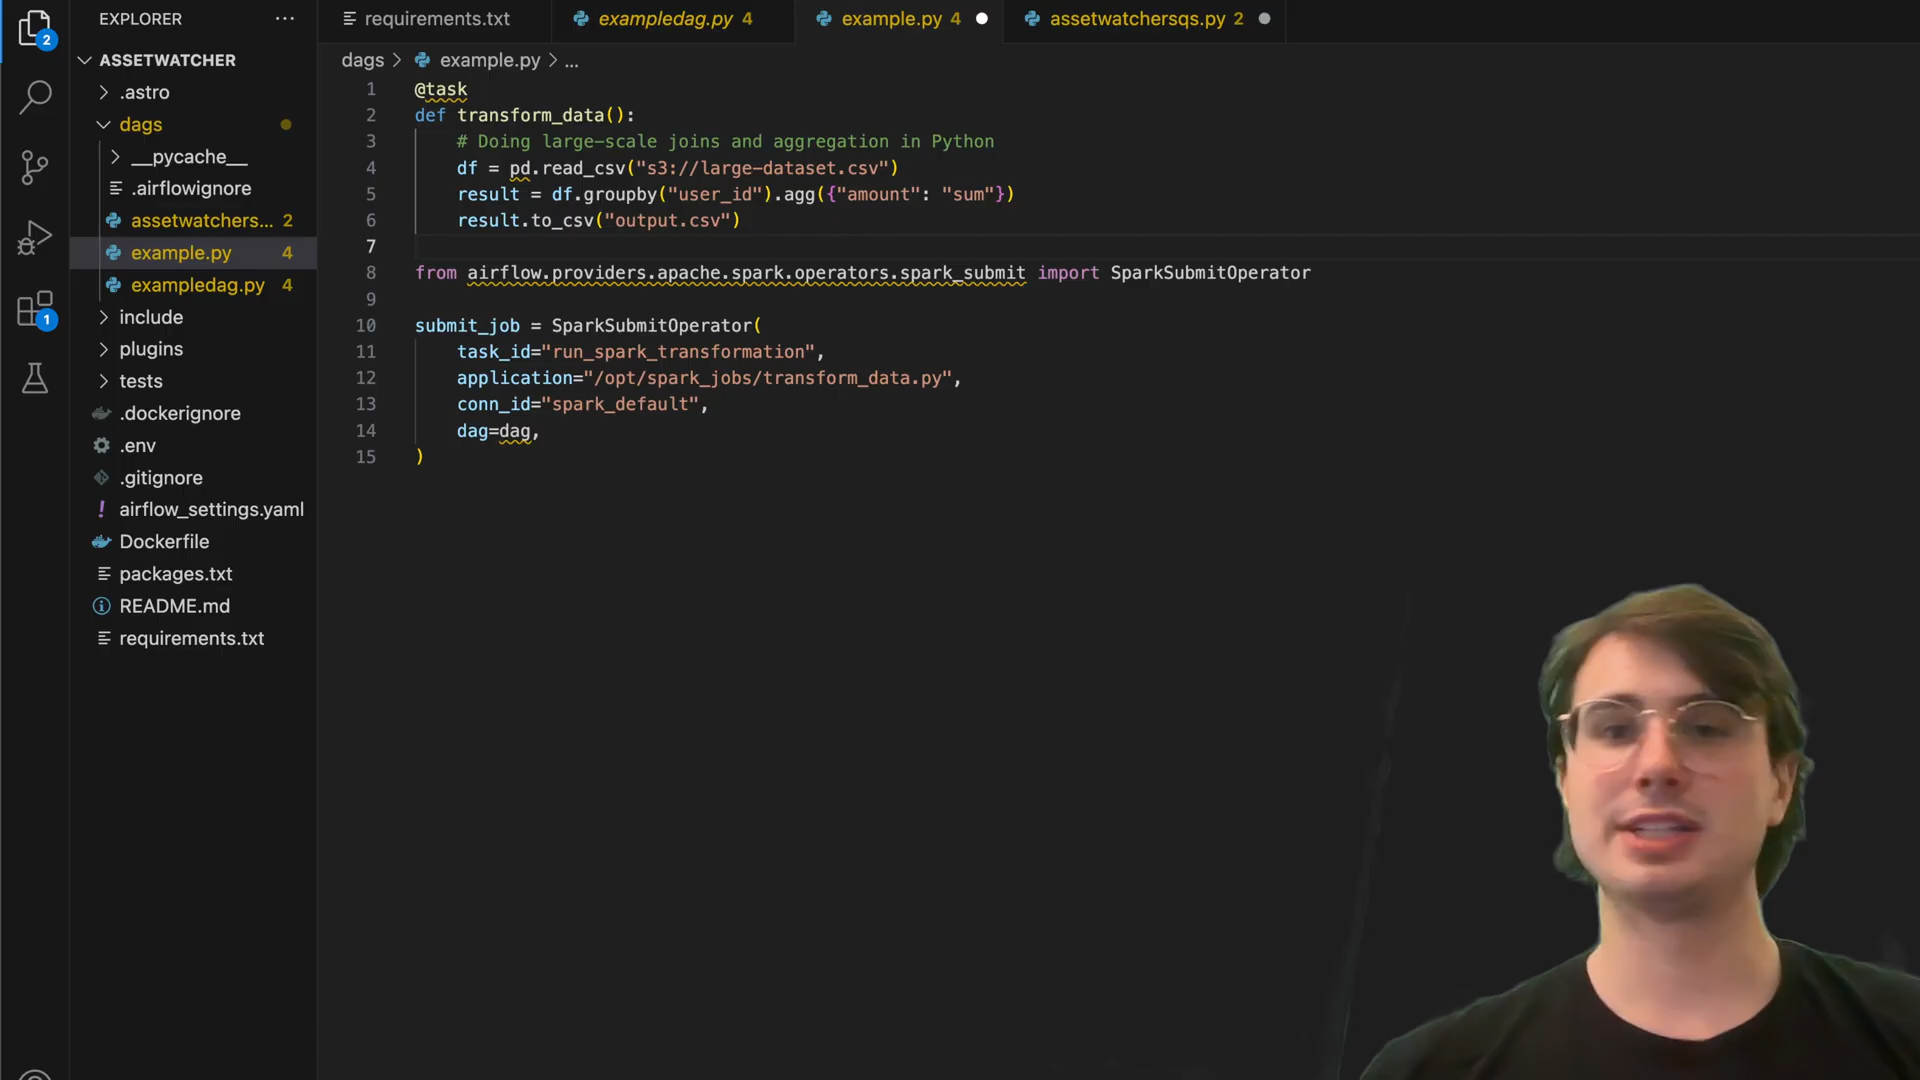 EXPLORER
requirements.txt
exampledag.py 4
example.py 4
assetwatchersqs.py 2
2
ASSETWATCHER
dags > example.py > ...
.astro
dags
__pycache__
.airflowignore
assetwatchers... 2
example.py 4
exampledag.py 4
include
plugins
tests
.dockerignore
.env
.gitignore
! airflow_settings.yaml
Dockerfile
packages.txt
README.md
requirements.txt
1
1 @task
2 def transform_data():
3 # Doing large-scale joins and aggregation in Python
4 df = pd.read_csv("s3://large-dataset.csv")
5 result = df.groupby("user_id").agg({"amount": "sum"})
6 result.to_csv("output.csv")
7
8 from airflow.providers.apache.spark.operators.spark_submit import SparkSubmitOperator
9
10 submit_job = SparkSubmitOperator(
11 task_id="run_spark_transformation",
12 application="/opt/spark_jobs/transform_data.py",
13 conn_id="spark_default",
14 dag=dag,
15 )